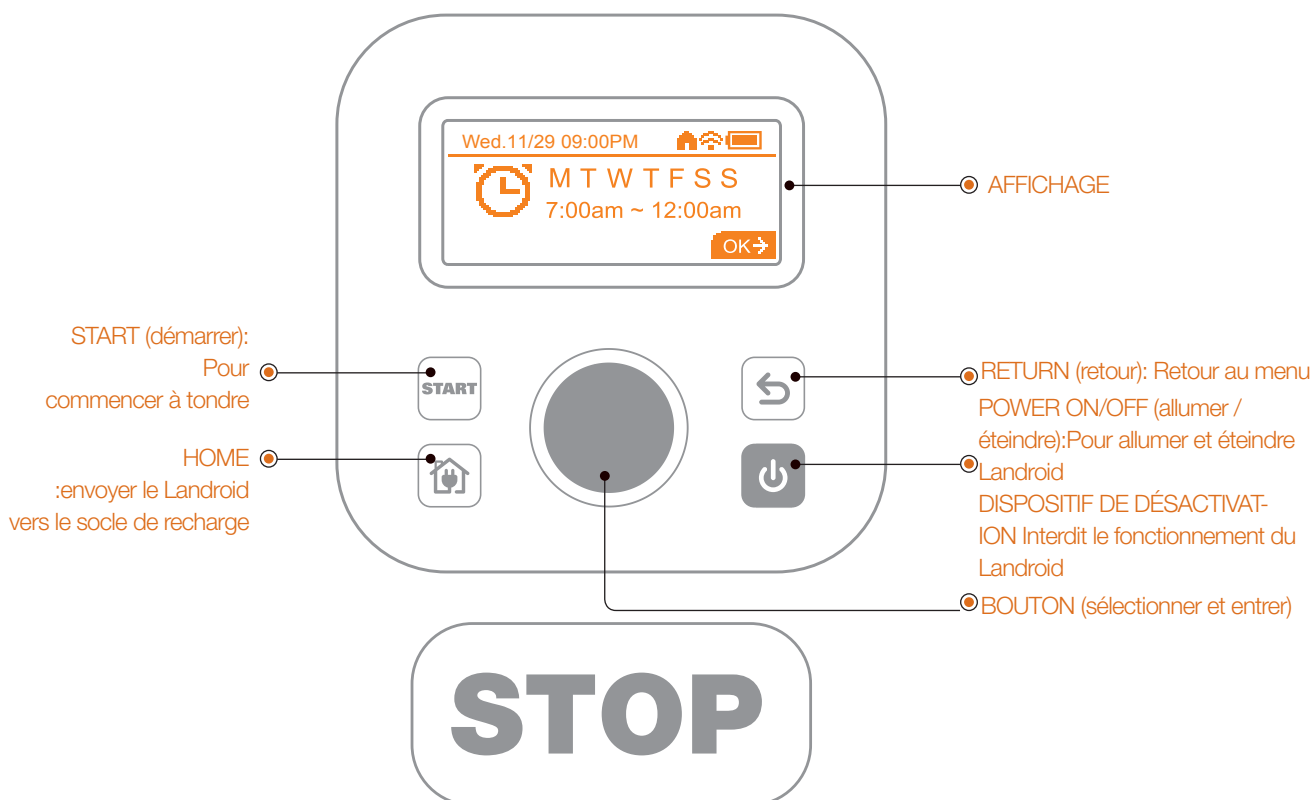 Wed.11/29 09:00PM
M T W T F S S
7:00am ~ 12:00am
OK
AFFICHAGE
START (démarrer):
Pour
commencer à tondre
START
HOME
:envoyer le Landroid
vers le socle de recharge
RETURN (retour): Retour au menu
POWER ON/OFF (allumer /
éteindre):Pour allumer et éteindre
Landroid
DISPOSITIF DE DÉSACTIVAT-
ION Interdit le fonctionnement du
Landroid
BOUTON (sélectionner et entrer)
STOP